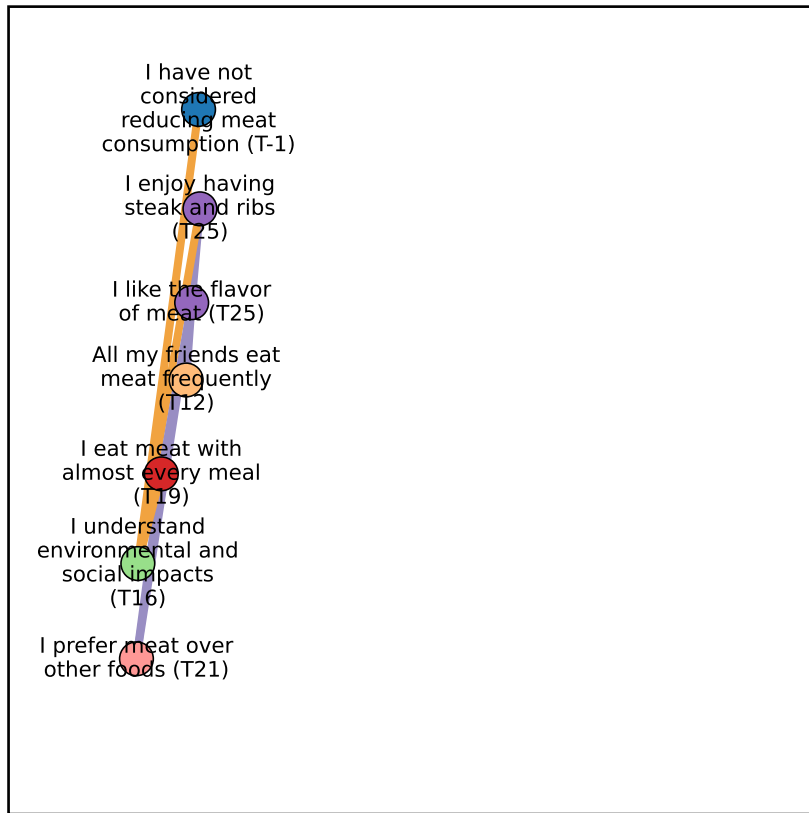 I have not
considered
reducing meat
consumption (T-1)
I enjoy having
steak and ribs
(T25)
I like the flavor
of meat (T25)
All my friends eat
meat frequently
(T12)
I eat meat with
almost every meal
(T19)
I understand
environmental and
social impacts
(T16)
I prefer meat over
other foods (T21)